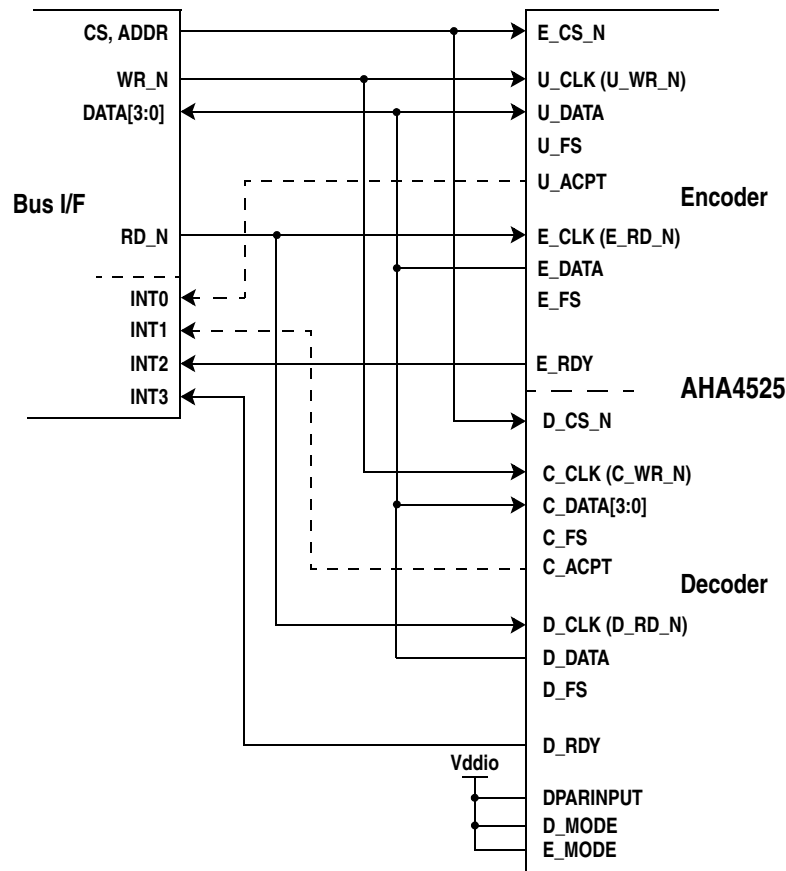 CS, ADDR
WR_N
DATA[3:0]
Bus I/F
RD_N
INT0
INT1
INT2
INT3
E_CS_N
U_CLK (U_WR_N)
U_DATA
U_FS
U_ACPT
Encoder
E_CLK (E_RD_N)
E_DATA
E_FS
E_RDY
AHA4525
D_CS_N
C_CLK (C_WR_N)
C_DATA[3:0]
C_FS
C_ACPT
Decoder
D_CLK (D_RD_N)
D_DATA
D_FS
D_RDY
Vddio
DPARINPUT
D_MODE
E_MODE